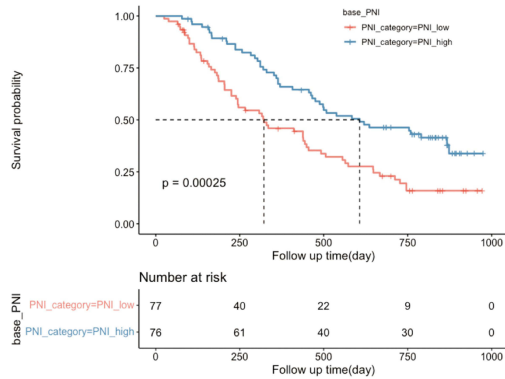 base_PNI
PNI_category=PNI_low
PNI_category=PNI_high
Survival probability
1.00
0.75
0.50
0.25
0.00
p = 0.00025
0 250 500 750 1000
Follow up time(day)
Number at risk
base_PNI
PNI_category=PNI_low 77 40 22 9 0
PNI_category=PNI_high 76 61 40 30 0
0 250 500 750 1000
Follow up time(day)